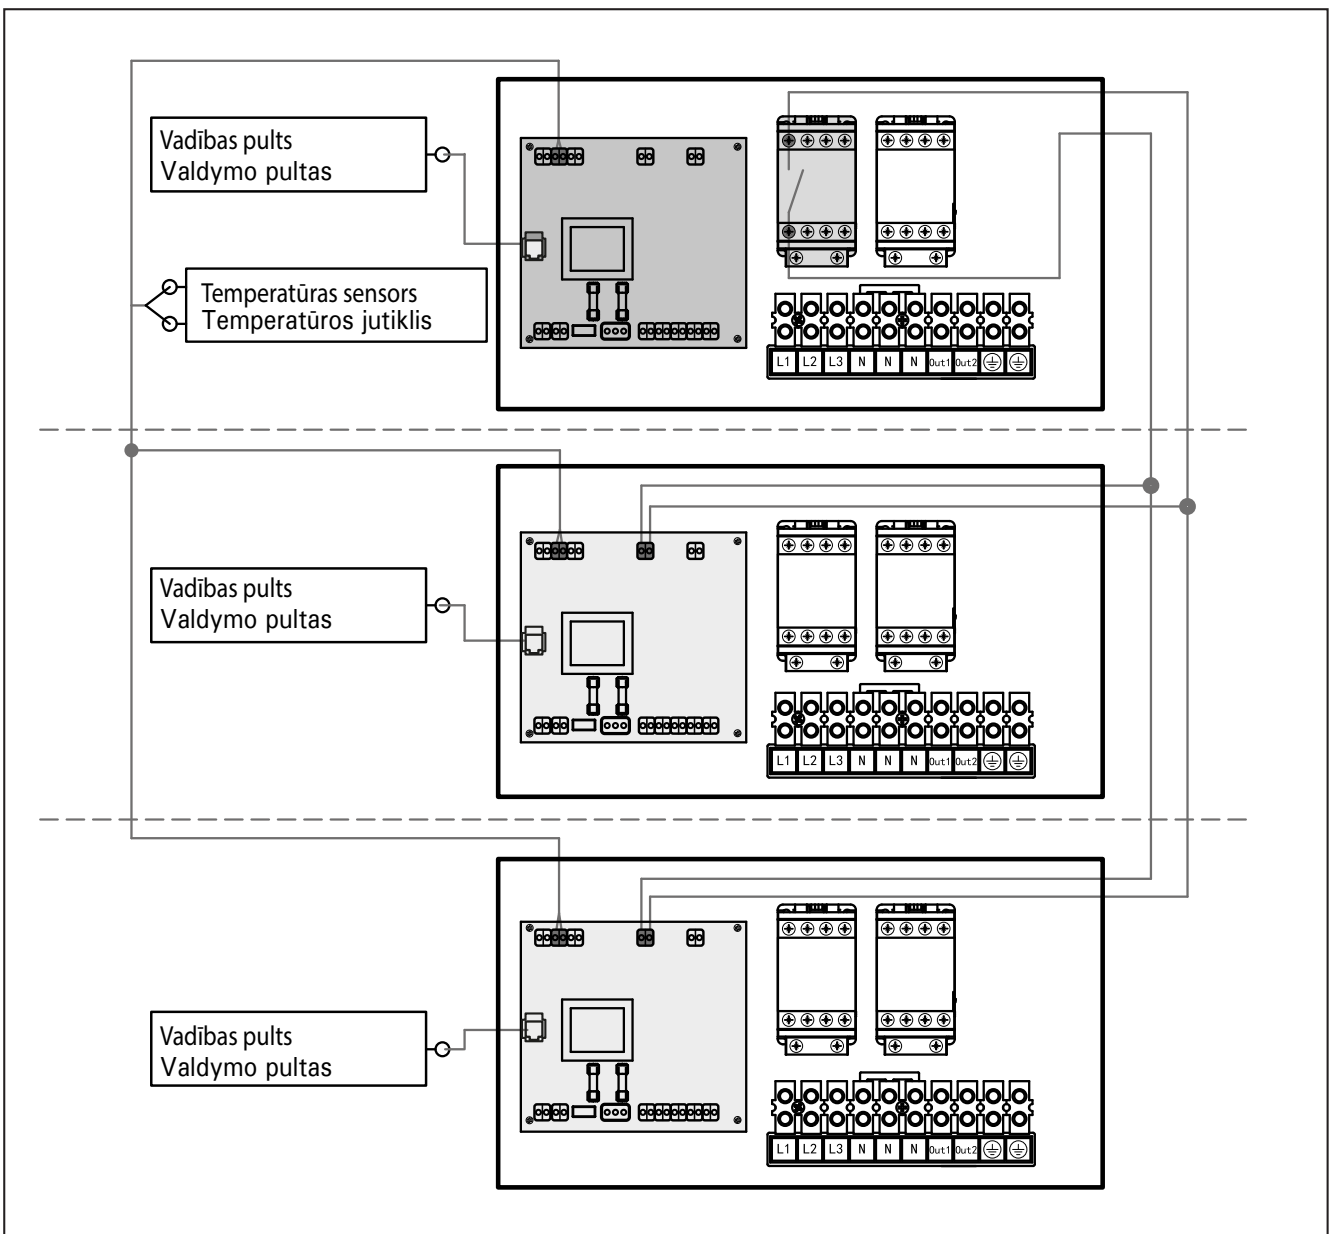 Vadības pults
Valdymo pultas
Temperatūras sensors
Temperatūros jutiklis
L1 L2 L3 N N N Out1 Out2
Vadības pults
Valdymo pultas
L1 L2 L3 N N N Out1 Out2
Vadības pults
Valdymo pultas
L1 L2 L3 N N N Out1 Out2